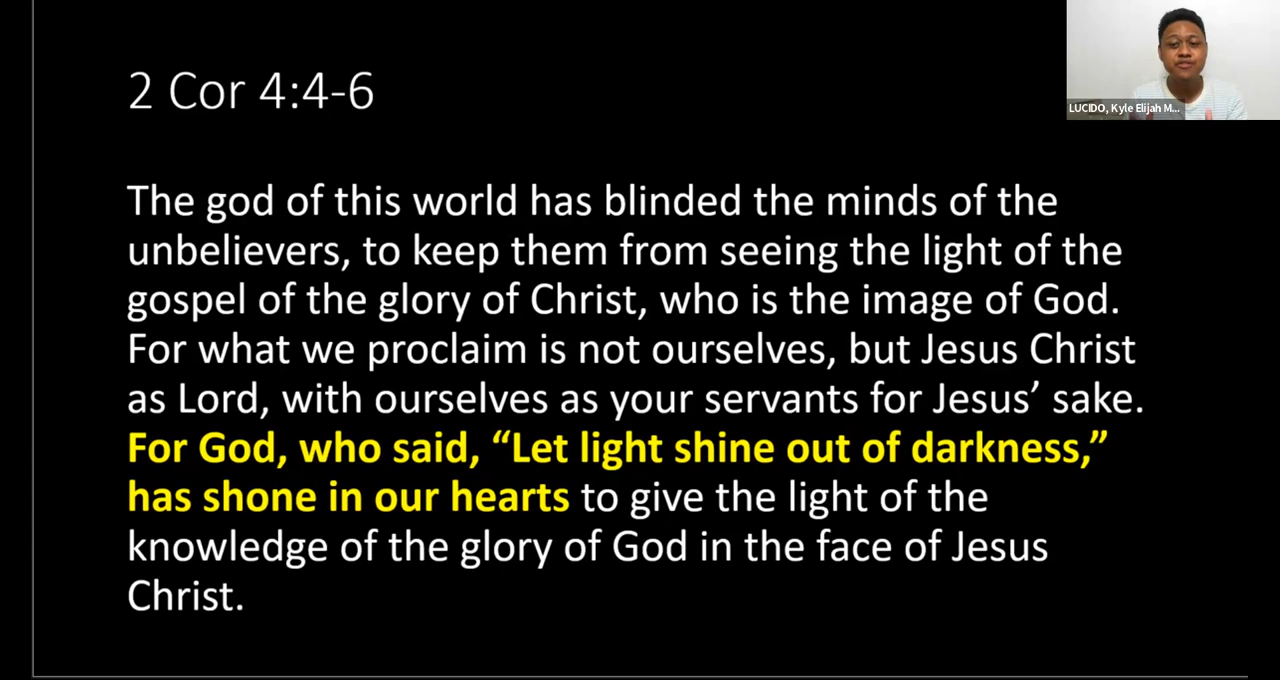 2 Cor 4:4-6
LUCIDO, Kyle Elijah M...
The god of this world has blinded the minds of the
unbelievers, to keep them from seeing the light of the
gospel of the glory of Christ, who is the image of God.
For what we proclaim is not ourselves, but Jesus Christ
as Lord, with ourselves as your servants for Jesus’ sake.
For God, who said, “Let light shine out of darkness,”
has shone in our hearts to give the light of the
knowledge of the glory of God in the face of Jesus
Christ.